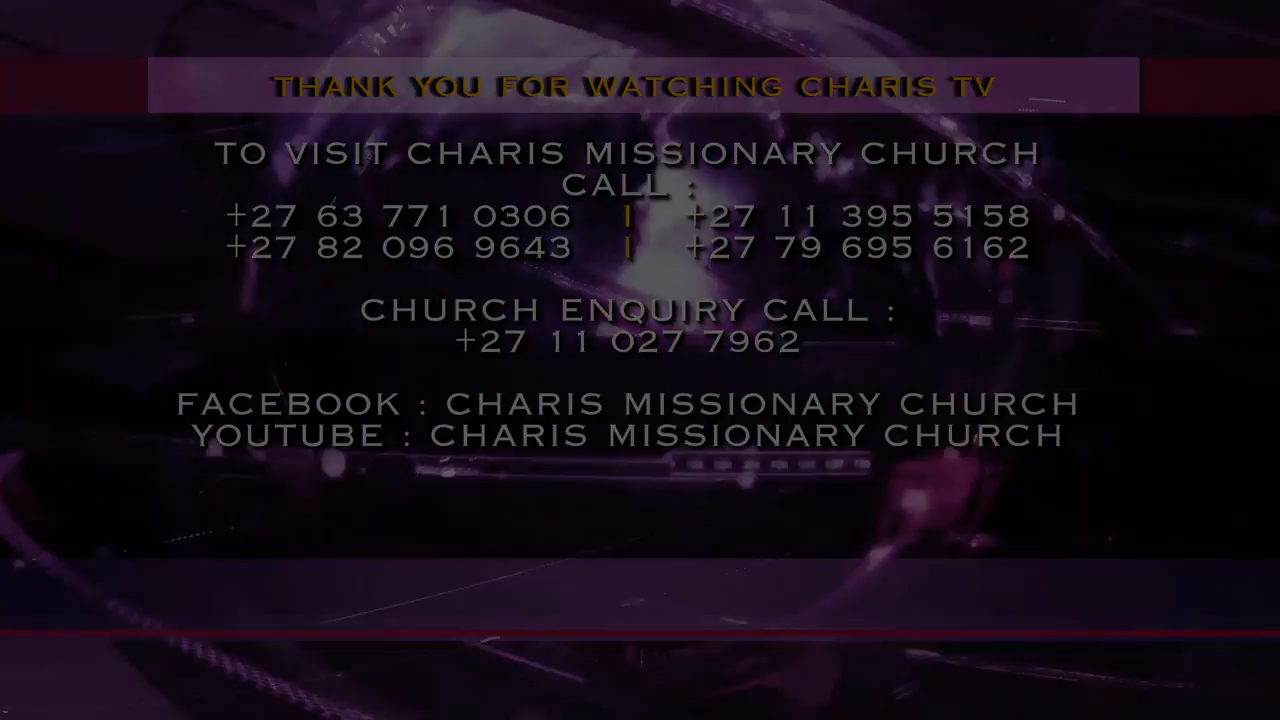 THANK YOU FOR WATCHING CHARIS TV
TO VISIT CHARIS MISSIONARY CHURCH
CALL :
+27 63 771 0306 | +27 11 395 5158
+27 82 096 9643 | +27 79 695 6162
CHURCH ENQUIRY CALL :
+27 11 027 7962
FACEBOOK : CHARIS MISSIONARY CHURCH
YOUTUBE : CHARIS MISSIONARY CHURCH